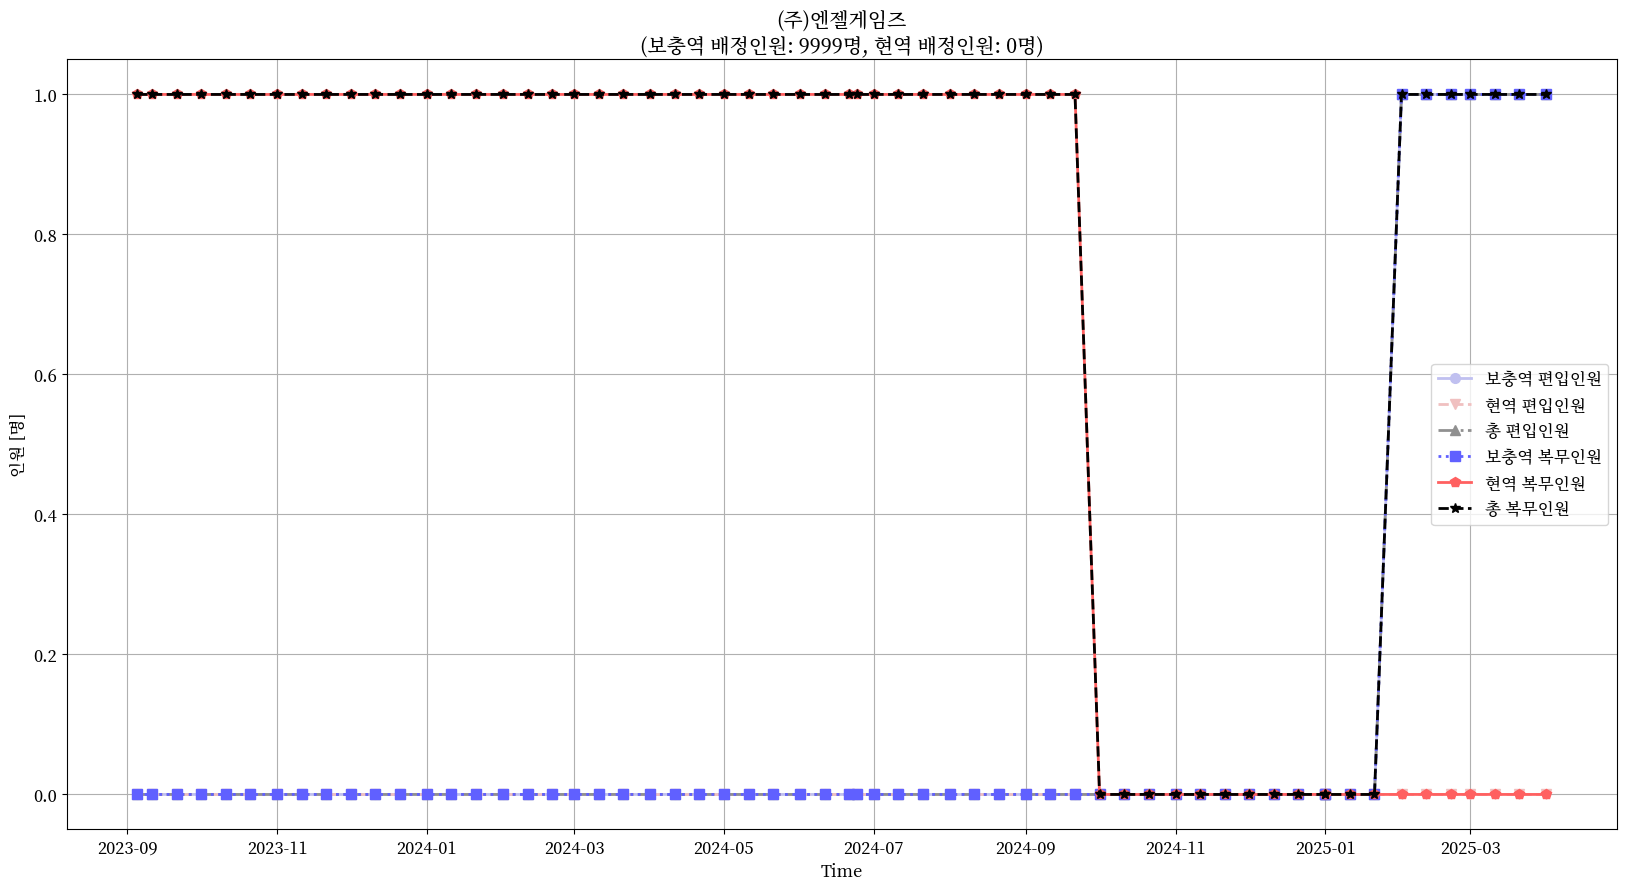 (주)엔젤게임즈
(보충역 배정인원: 9999명, 현역 배정인원: 0명)
인원 [명]
1.0
0.8
0.6
0.4
0.2
0.0
보충역 편입인원
현역 편입인원
총 편입인원
보충역 복무인원
현역 복무인원
총 복무인원
2023-09 2023-11 2024-01 2024-03 2024-05 2024-07 2024-09 2024-11 2025-01 2025-03
Time